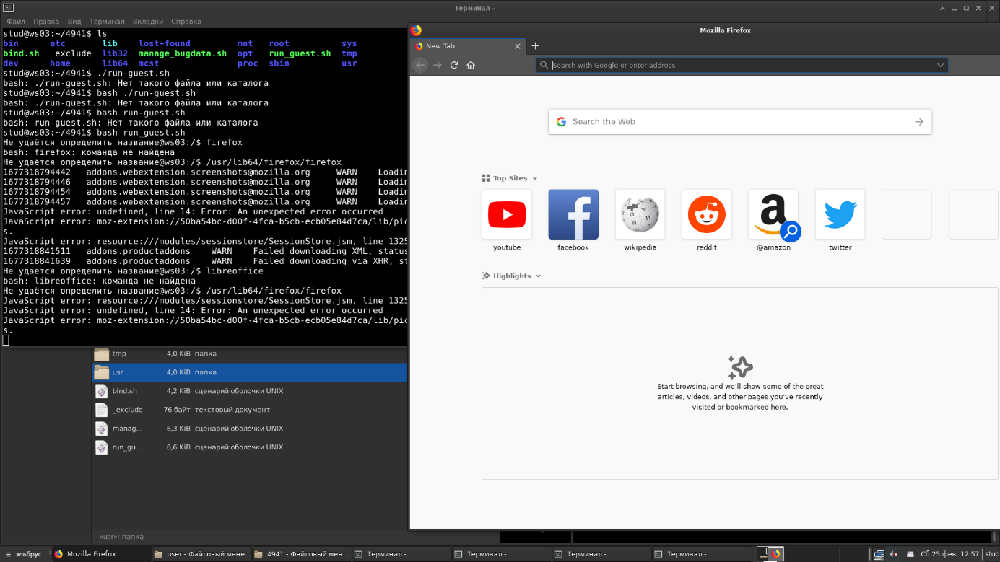 Терминал -
Файл Правка Вид Терминал Вкладки Справка
stud@ws03:~/4941$ ls
bin etc lib lost+found mnt root sys
bind.sh _exclude lib32 manage_bugdata.sh opt run_guest.sh tmp
dev home lib64 mcst proc sbin usr
stud@ws03:~/4941$ ./run-guest.sh
bash: ./run-guest.sh: Нет такого файла или каталога
stud@ws03:~/4941$ bash ./run-guest.sh
bash: ./run-guest.sh: Нет такого файла или каталога
stud@ws03:~/4941$ bash run-guest.sh
bash: run-guest.sh: Нет такого файла или каталога
stud@ws03:~/4941$ bash run_guest.sh
Не удаётся определить название@ws03:/$ firefox
bash: firefox: команда не найдена
Не удаётся определить название@ws03:/$ /usr/lib64/firefox/firefox
1677318794442 addons.webextension.screenshots@mozilla.org WARN Loadin
1677318794446 addons.webextension.screenshots@mozilla.org WARN Loadin
1677318794454 addons.webextension.screenshots@mozilla.org WARN Loadin
1677318794457 addons.webextension.screenshots@mozilla.org WARN Loadin
JavaScript error: undefined, line 14: Error: An unexpected error occurred
JavaScript error: moz-extension://50ba54bc-d00f-4fca-b5cb-ecb05e84d7ca/lib/pic
s.
JavaScript error: resource:///modules/sessionstore/SessionStore.jsm, line 1325
1677318841511 addons.productaddons WARN Failed downloading XML, status
1677318841639 addons.productaddons WARN Failed downloading via XHR, st
Не удаётся определить название@ws03:/$ libreoffice
bash: libreoffice: команда не найдена
Не удаётся определить название@ws03:/$ /usr/lib64/firefox/firefox
JavaScript error: resource:///modules/sessionstore/SessionStore.jsm, line 1325
JavaScript error: undefined, line 14: Error: An unexpected error occurred
JavaScript error: moz-extension://50ba54bc-d00f-4fca-b5cb-ecb05e84d7ca/lib/pic
s.
tmp 4,0 KiB папка
usr 4,0 KiB папка
bind.sh 4,2 KiB сценарий оболочки UNIX
_exclude 76 байт текстовый документ
manag... 6,3 KiB сценарий оболочки UNIX
run_gu... 6,6 KiB сценарий оболочки UNIX
«usr»: папка
Mozilla Firefox
New Tab
Search with Google or enter address
Search the Web
Top Sites
youtube facebook wikipedia reddit @amazon twitter
Highlights
Start browsing, and we'll show some of the great
articles, videos, and other pages you've recently
visited or bookmarked here.
эльбрус Mozilla Firefox user - Файловый мене... 4941 - Файловый мен... Терминал - Терминал - Терминал - Терминал - Сб 25 фев, 12:57 stud